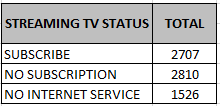 STREAMING TV STATUS TOTAL
SUBSCRIBE 2707
NO SUBSCRIPTION 2810
NO INTERNET SERVICE 1526